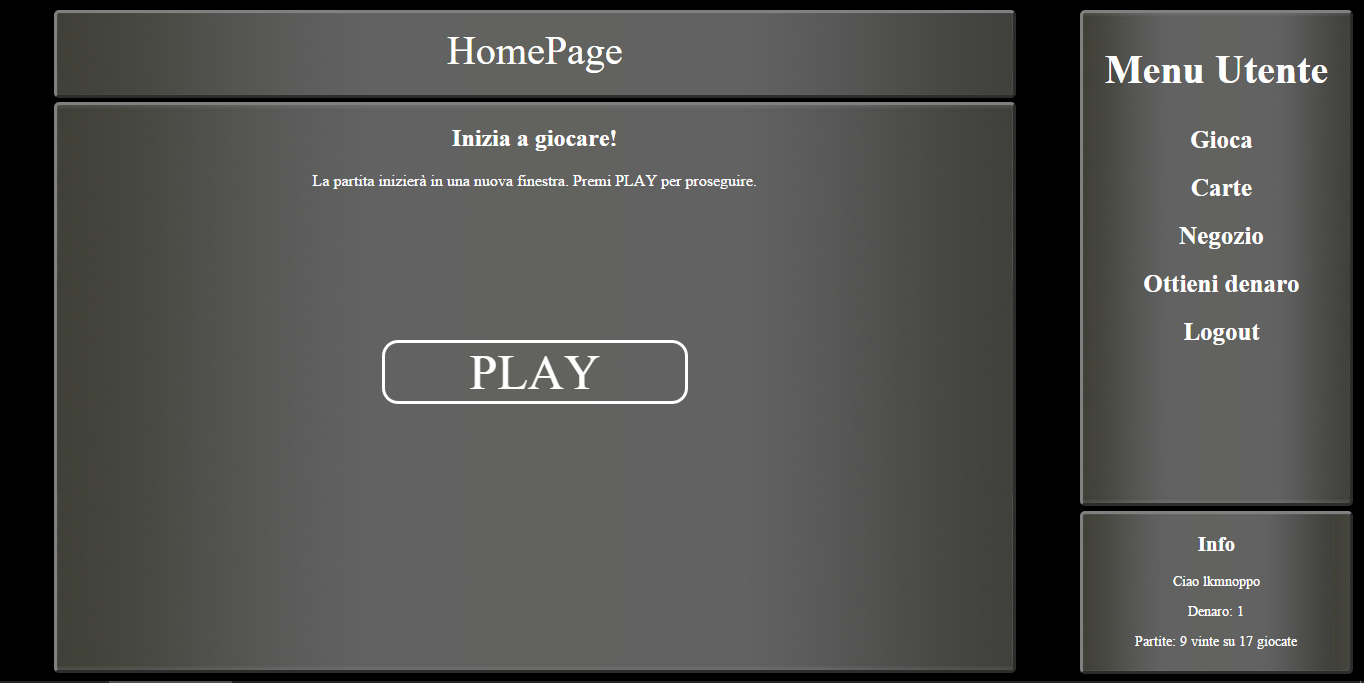 HomePage
Inizia a giocare!
La partita inizierà in una nuova finestra. Premi PLAY per proseguire.
PLAY
Menu Utente
Gioca
Carte
Negozio
Ottieni denaro
Logout
Info
Ciao lkmnoppo
Denaro: 1
Partite: 9 vinte su 17 giocate